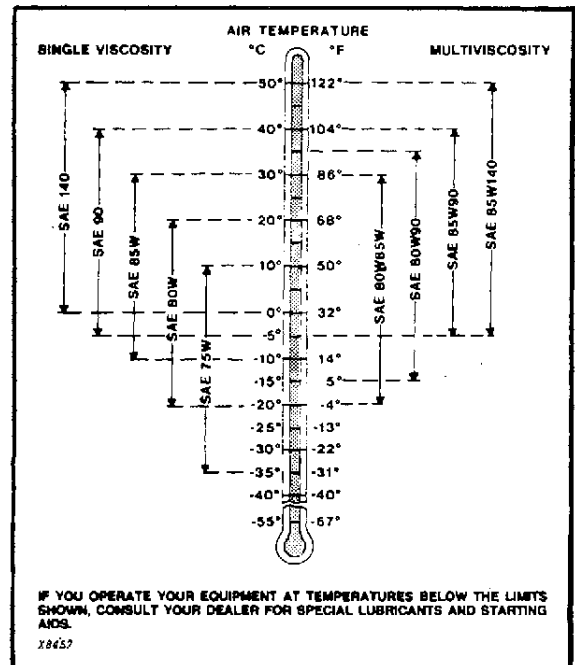 AIR TEMPERATURE
SINGLE VISCOSITY °C °F MULTIVISCOSITY
50° 122°
40° 104°
30° 86°
20° 68°
10° 50°
0° 32°
-5°
-10° 14°
-15° 5°
-20° -4°
-25° -13°
-30° -22°
-35° -31°
-40° -40°
-55° -67°
SAE 140
SAE 90
SAE 85W
SAE 80W
SAE 75W
SAE 80W85W
SAE 80W90
SAE 85W90
SAE 85W140
IF YOU OPERATE YOUR EQUIPMENT AT TEMPERATURES BELOW THE LIMITS
SHOWN, CONSULT YOUR DEALER FOR SPECIAL LUBRICANTS AND STARTING
AIDS.
X8457